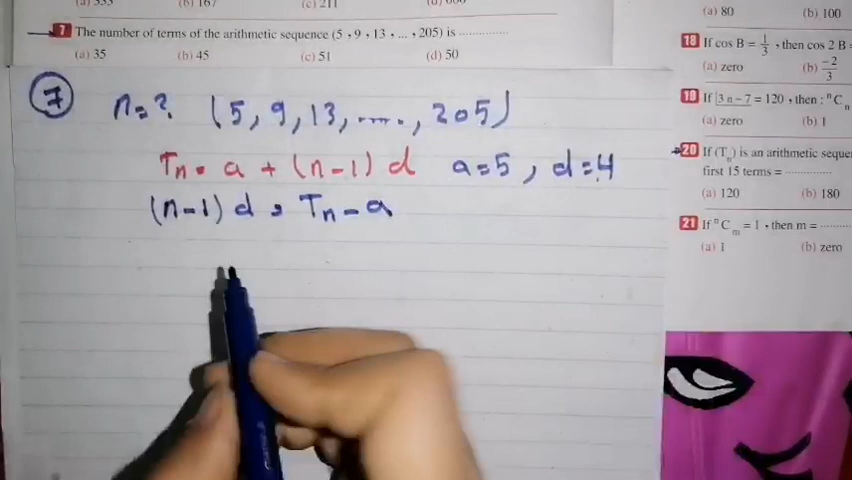 (a) 333 (b) 167 (c) 211
7 The number of terms of the arithmetic sequence (5 , 9 , 13 , ... , 205) is ..............
(a) 35 (b) 45 (c) 51 (d) 50
7 n=? (5, 9, 13, ...., 205)
Tn = a + (n-1) d a=5, d=4
(n-1) d = Tn - a
(a) 80 (b) 100
18 If cos B = 1/3 , then cos 2 B =
(a) zero (b) -2/3
19 If |3 n - 7 = 120 , then : ⁿC n
(a) zero (b) 1
20 If (Tn) is an arithmetic seque
first 15 terms = ..............
(a) 120 (b) 180
21 If ⁿCm = 1 , then m = ........
(a) 1 (b) zero